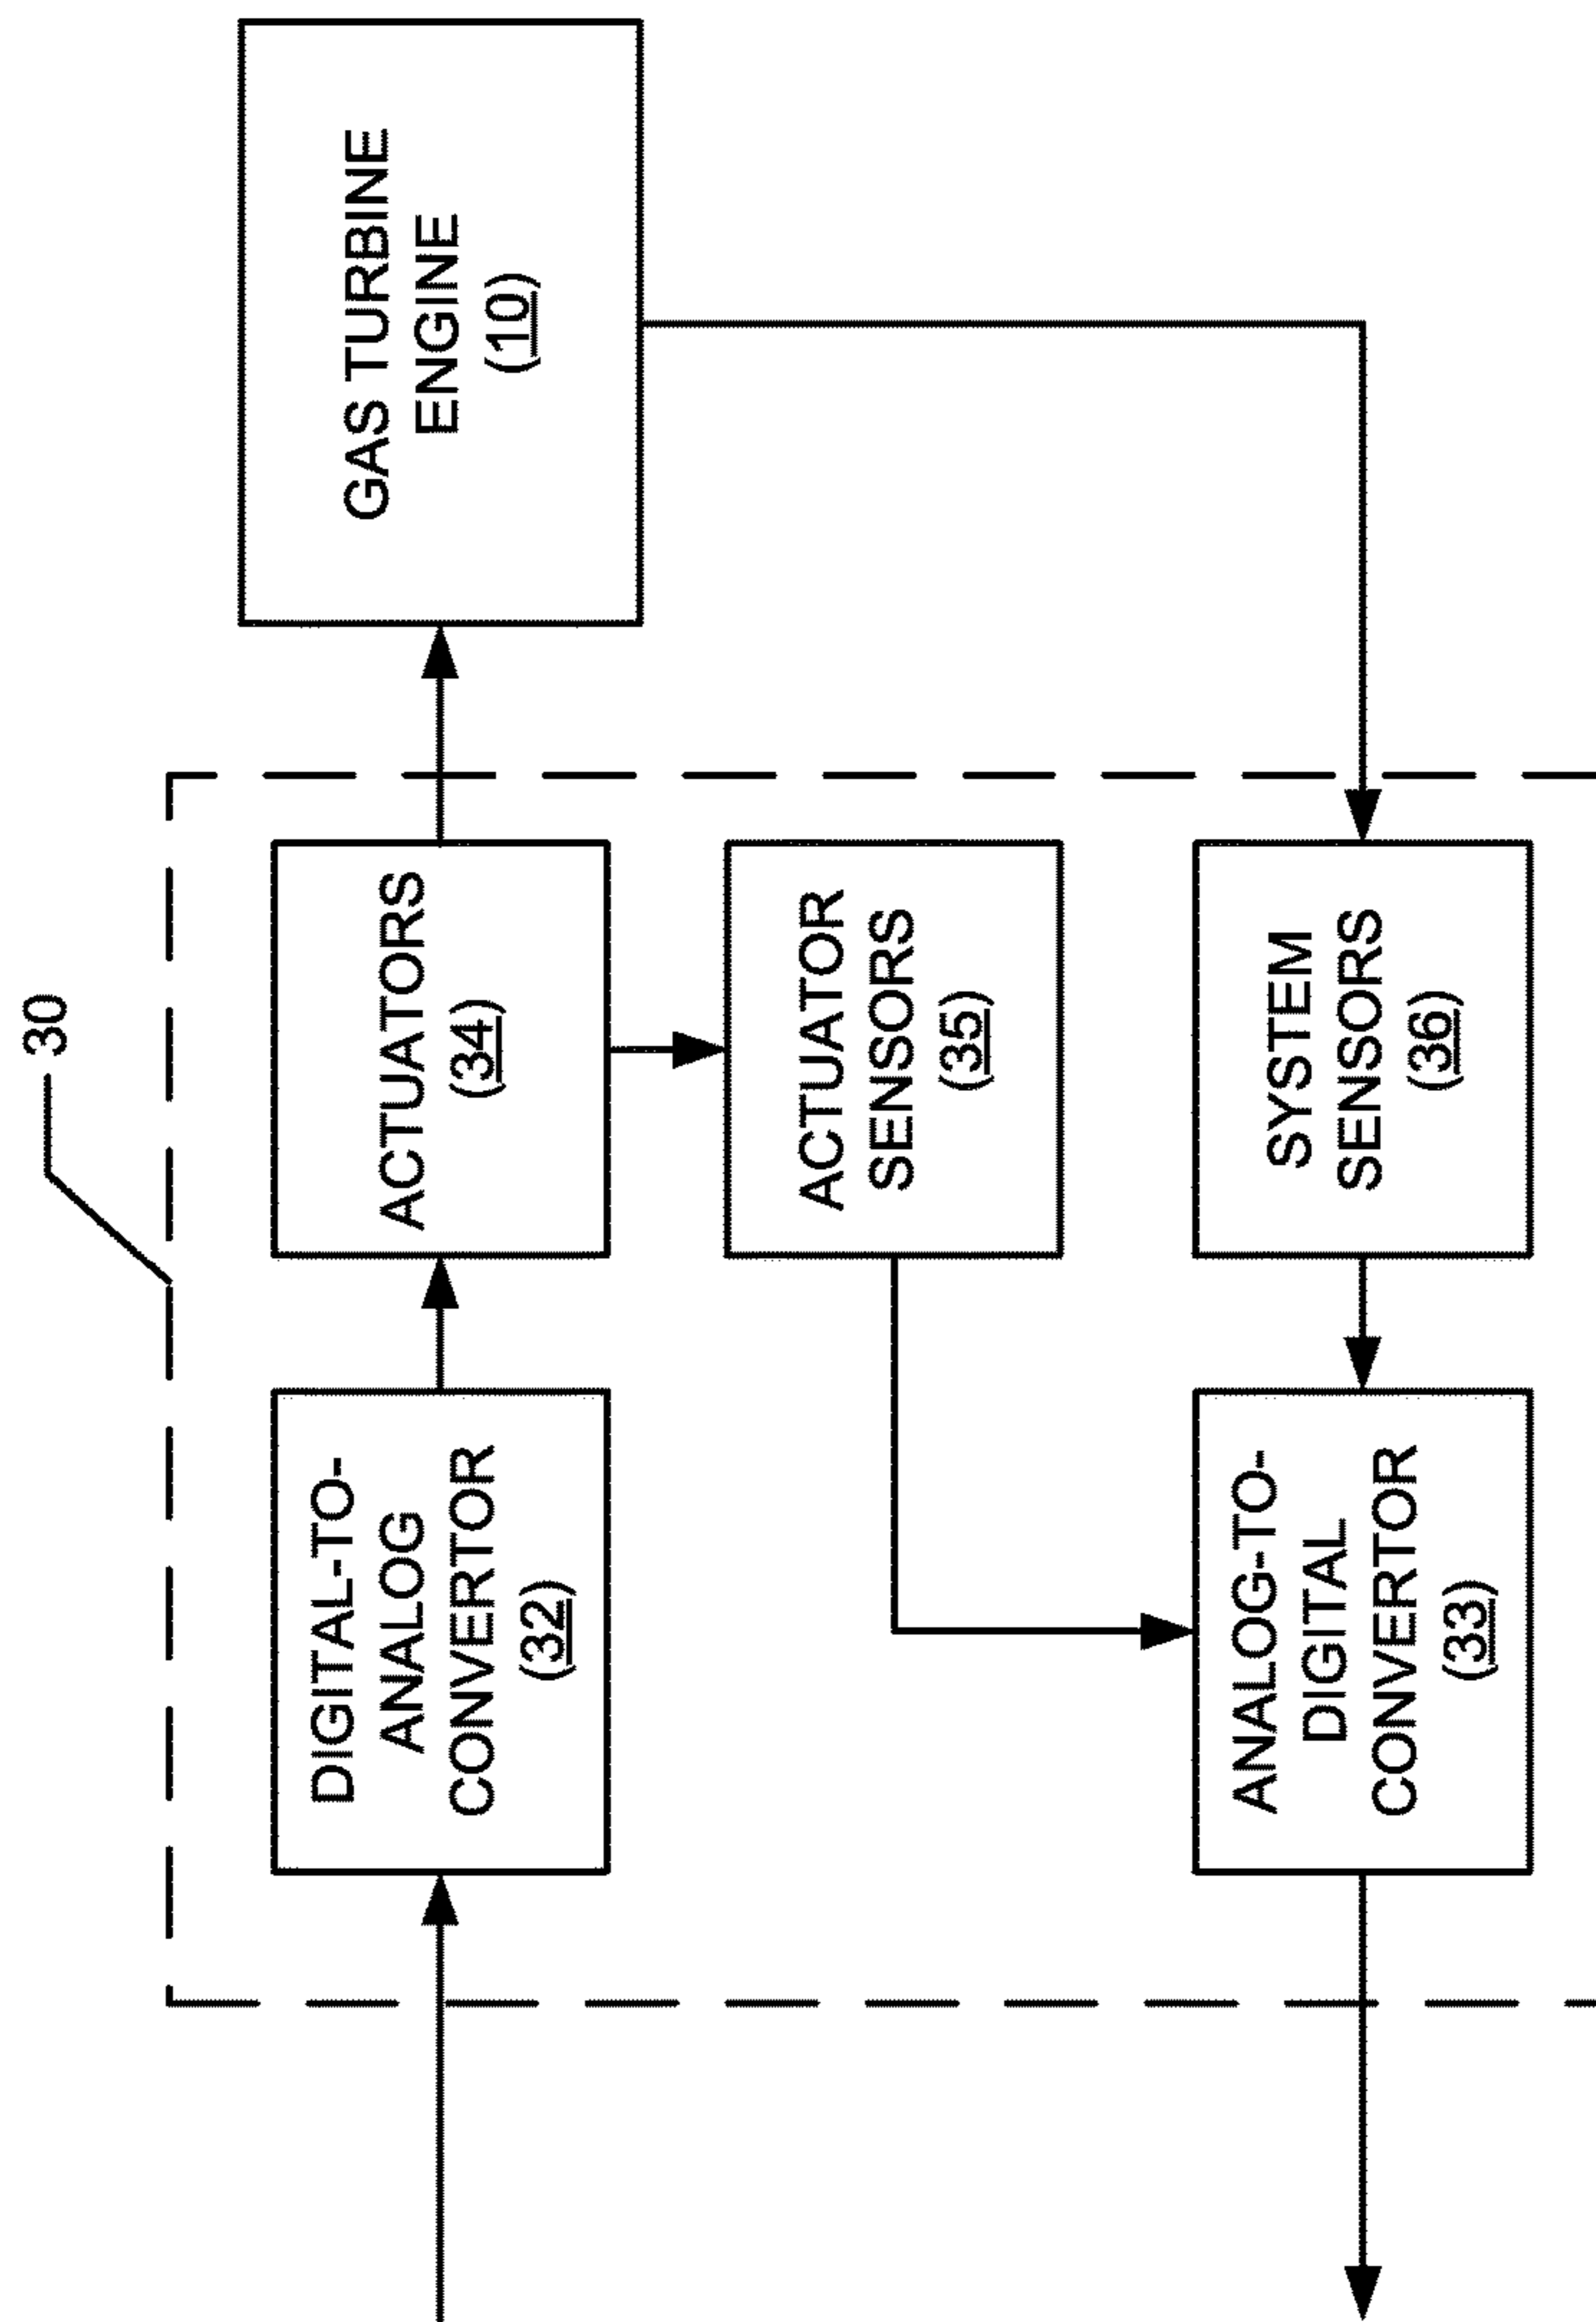 30
DIGITAL-TO-
ANALOG
CONVERTOR
(32)
ACTUATORS
(34)
GAS TURBINE
ENGINE
(10)
ACTUATOR
SENSORS
(35)
ANALOG-TO-
DIGITAL
CONVERTOR
(33)
SYSTEM
SENSORS
(36)